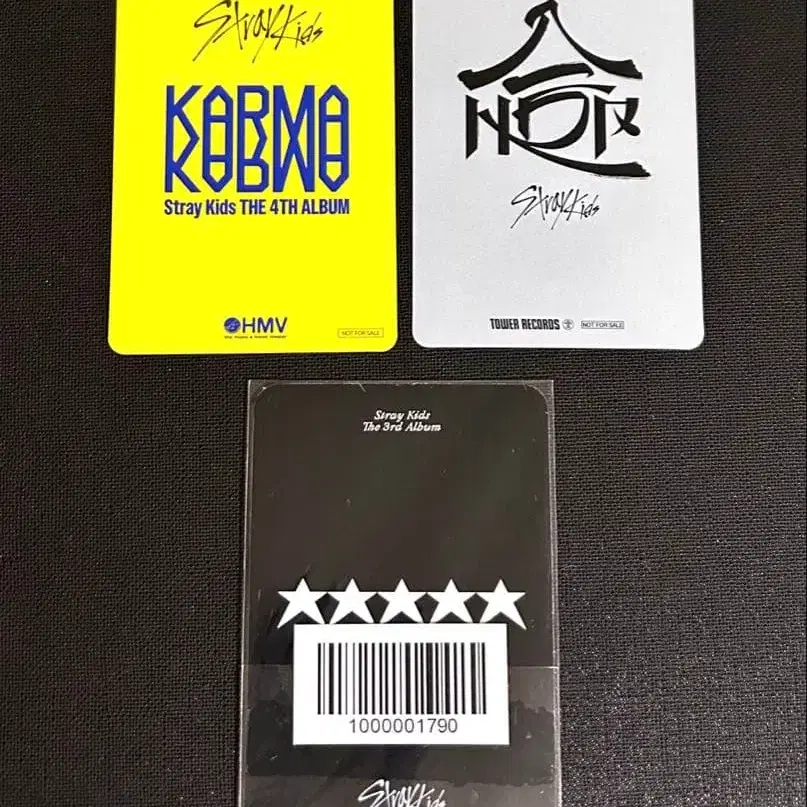 Stray Kids
KARMA
Stray Kids THE 4TH ALBUM
HMV
NOT FOR SALE
合
Stray Kids
TOWER RECORDS
NOT FOR SALE
Stray Kids
The 3rd Album
★★★★★
1000001790
Stray Kids